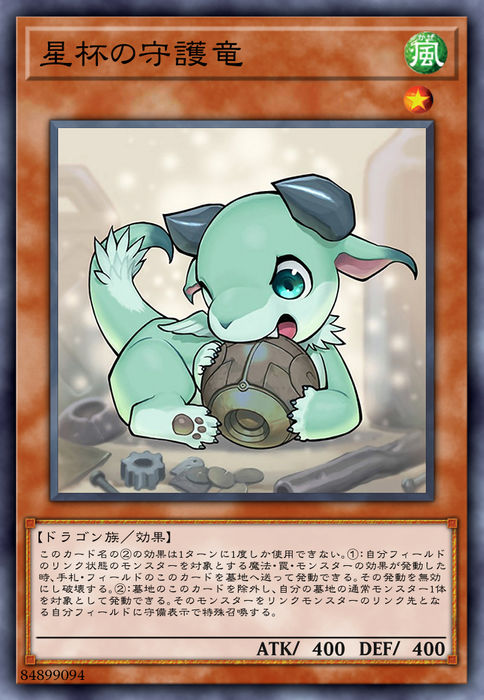 星杯の守護竜
風
かぜ
【ドラゴン族／効果】
このカード名の②の効果は1ターンに1度しか使用できない。①:自分フィールド
のリンク状態のモンスターを対象とする魔法・罠・モンスターの効果が発動した
時、手札・フィールドのこのカードを墓地へ送って発動できる。その発動を無効
にし破壊する。②:墓地のこのカードを除外し、自分の墓地の通常モンスター1体
を対象として発動できる。そのモンスターをリンクモンスターのリンク先とな
る自分フィールドに守備表示で特殊召喚する。
ATK/ 400 DEF/ 400
84899094